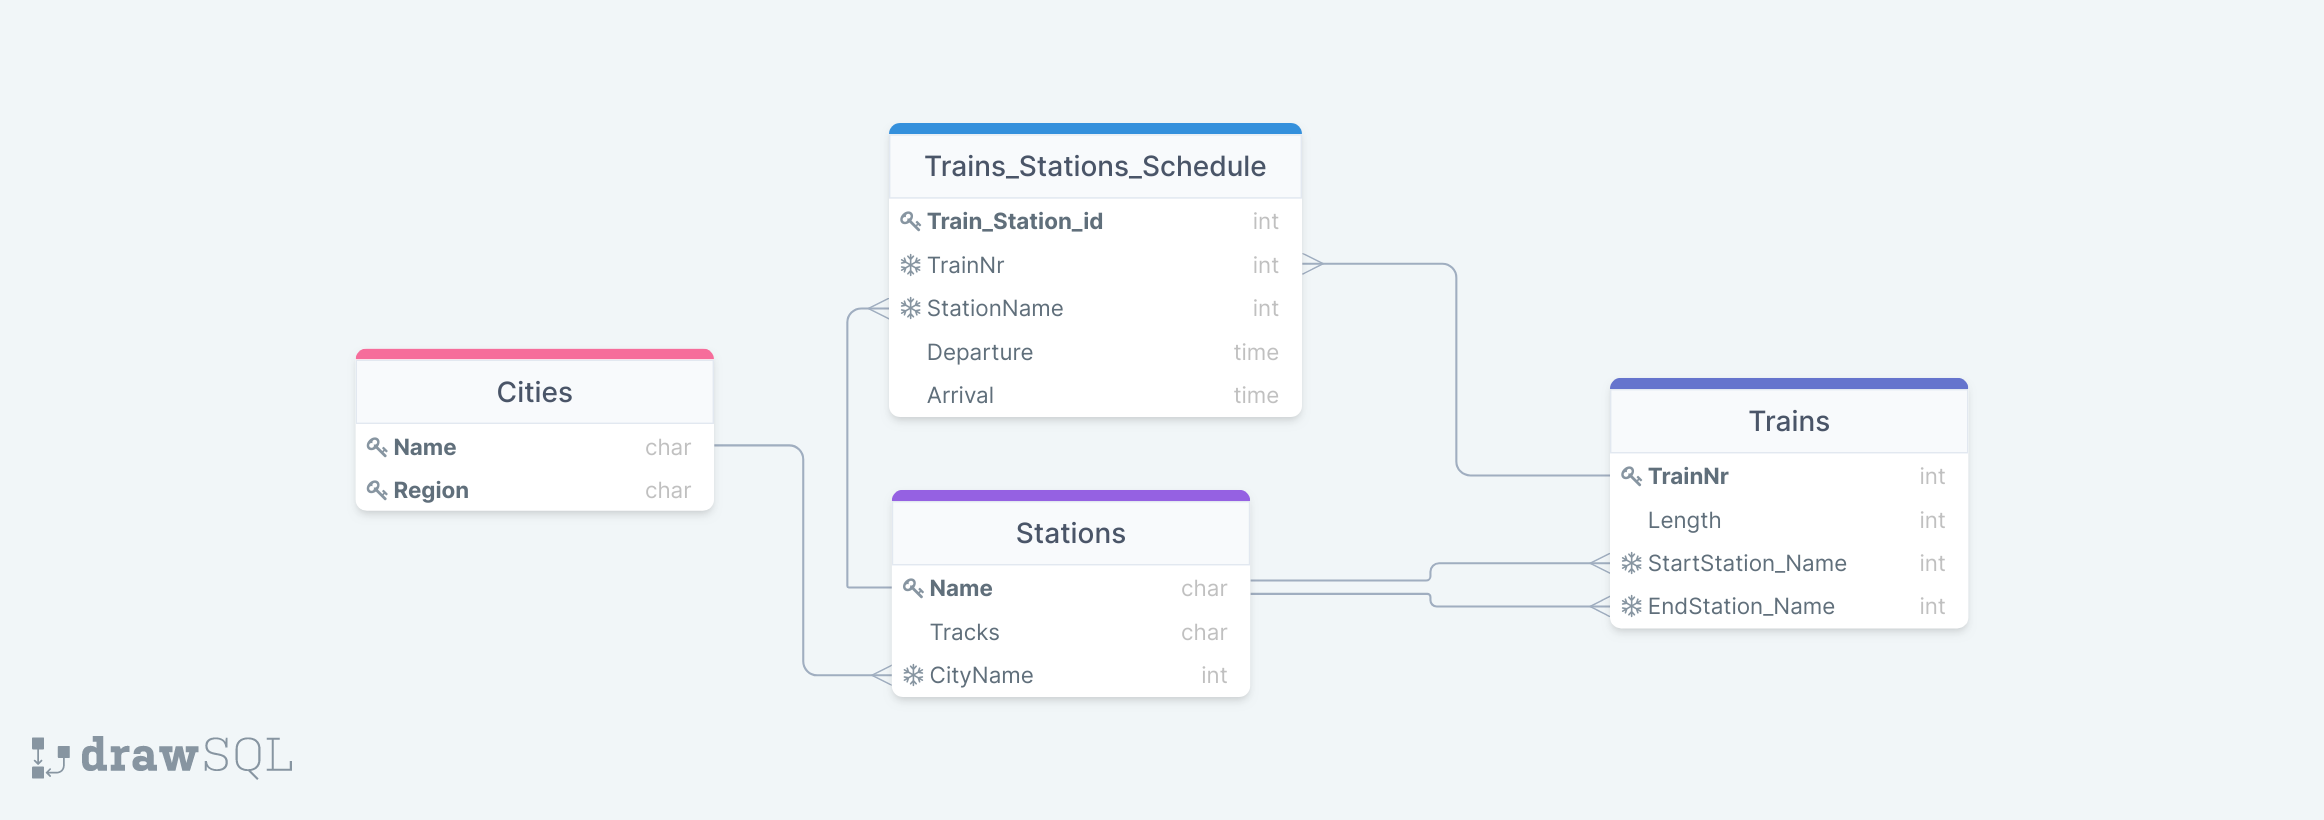 Trains_Stations_Schedule
Train_Station_id int
TrainNr int
StationName int
Departure time
Arrival time
Cities
Name char
Region char
Stations
Name char
Tracks char
CityName int
Trains
TrainNr int
Length int
StartStation_Name int
EndStation_Name int
drawSQL